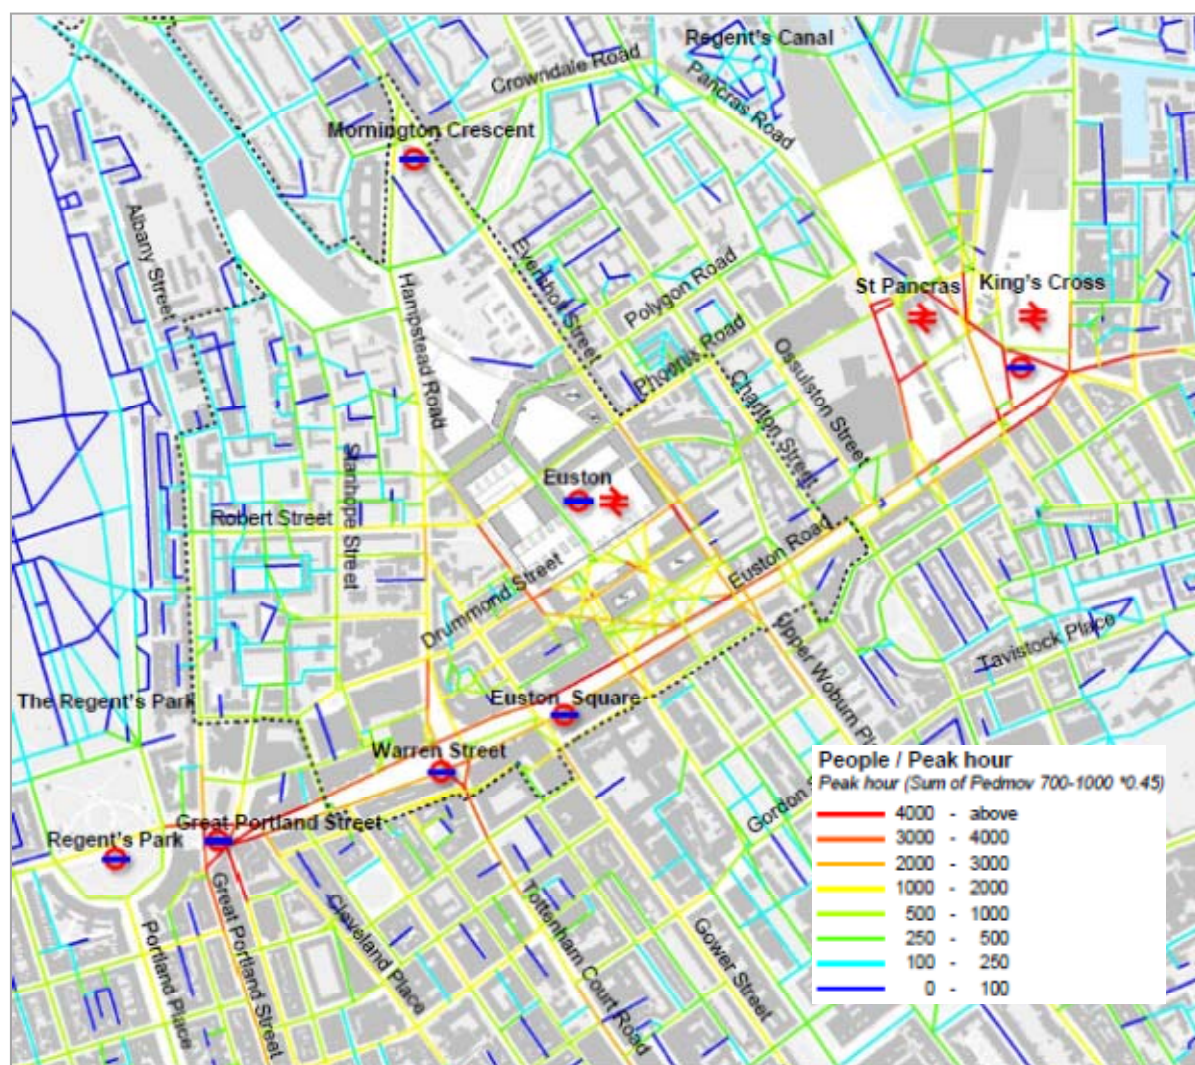 Regent's Canal
Crowndale Road
Pancras Road
Mornington Crescent
Albany Street
Eversholt Street
Polygon Road
St Pancras
King's Cross
Hampstead Road
Phoenix Road
Ossulston Street
Charlton Street
Stanhope Street
Euston
Robert Street
Euston Road
Drummond Street
Upper Woburn Pl
Tavistock Place
The Regent's Park
Euston Square
Warren Street
Great Portland Street
Regent's Park
Gordon
Great Portland Street
Cleveland Place
Tottenham Court Road
Gower Street
Portland Place
People / Peak hour
Peak hour (Sum of Pedmov 700-1000 *0.45)
4000 - above
3000 - 4000
2000 - 3000
1000 - 2000
500 - 1000
250 - 500
100 - 250
0 - 100